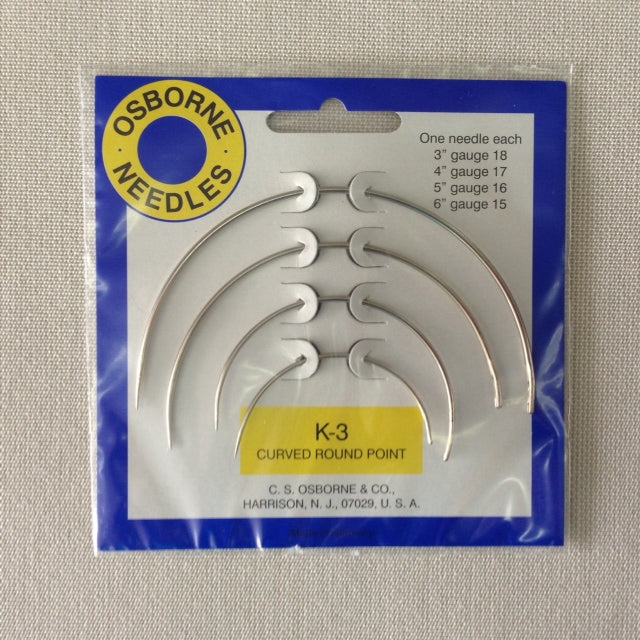 OSBORNE
NEEDLES
One needle each
3" gauge 18
4" gauge 17
5" gauge 16
6" gauge 15
K-3
CURVED ROUND POINT
C. S. OSBORNE & CO.,
HARRISON, N. J., 07029, U. S. A.